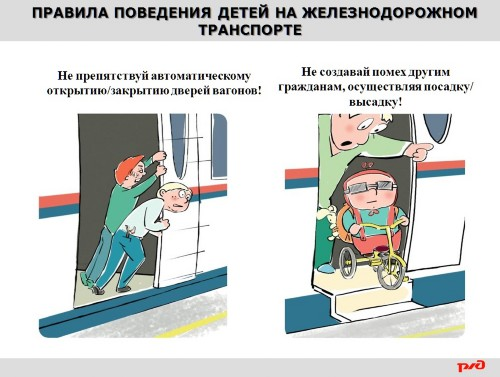 ПРАВИЛА ПОВЕДЕНИЯ ДЕТЕЙ НА ЖЕЛЕЗНОДОРОЖНОМ
ТРАНСПОРТЕ
Не препятствуй автоматическому
открытию/закрытию дверей вагонов!
Не создавай помех другим
гражданам, осуществляя посадку/
высадку!
РЖД